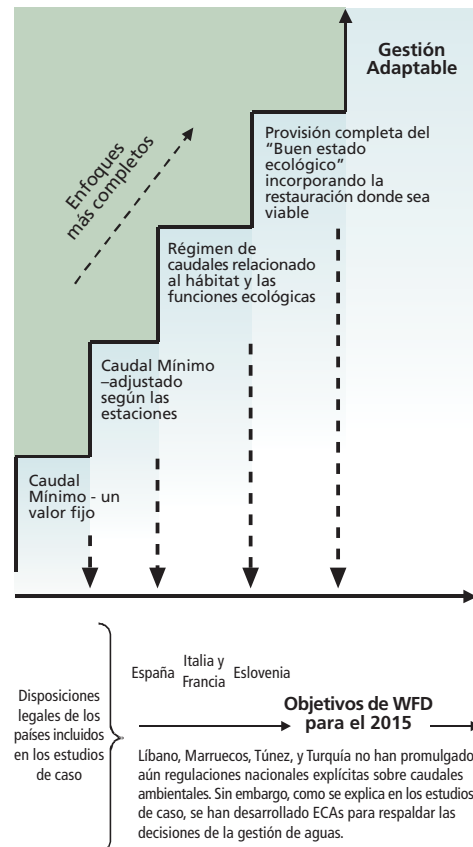 Gestión
Adaptable
Provisión completa del
“Buen estado
ecológico”
incorporando la
restauración donde sea
viable
Enfoques
más completos
Régimen de
caudales relacionado
al hábitat y las
funciones ecológicas
Caudal Mínimo
–adjustado
según las
estaciones
Caudal
Mínimo - un
valor fijo
Disposiciones
legales de los
países incluidos
en los estudios
de caso
España
Italia y
Francia
Eslovenia
Objetivos de WFD
para el 2015
Líbano, Marruecos, Túnez, y Turquía no han promulgado
aún regulaciones nacionales explícitas sobre caudales
ambientales. Sin embargo, como se explica en los estudios
de caso, se han desarrollado ECAs para respaldar las
decisiones de la gestión de aguas.